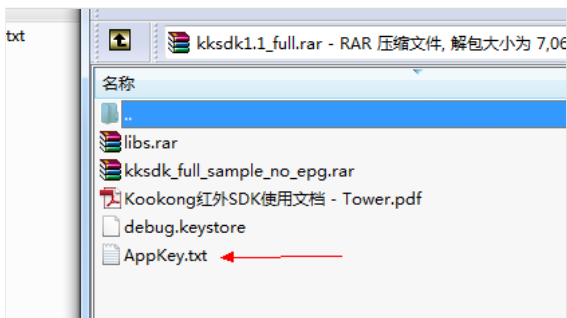 txt
kksdk1.1_full.rar - RAR 压缩文件, 解包大小为 7,06
名称
..
libs.rar
kksdk_full_sample_no_epg.rar
Kookong红外SDK使用文档 - Tower.pdf
debug.keystore
AppKey.txt